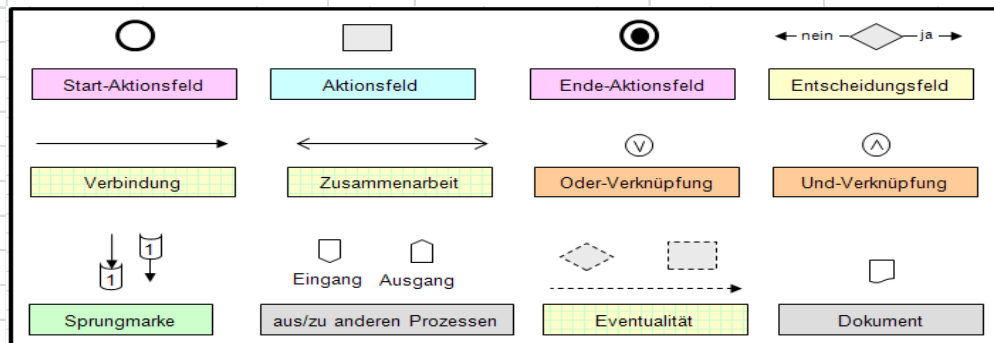 nein
ja
Start-Aktionsfeld
Aktionsfeld
Ende-Aktionsfeld
Entscheidungsfeld
V
Λ
Verbindung
Zusammenarbeit
Oder-Verknüpfung
Und-Verknüpfung
1
1
Eingang
Ausgang
Sprungmarke
aus/zu anderen Prozessen
Eventualität
Dokument